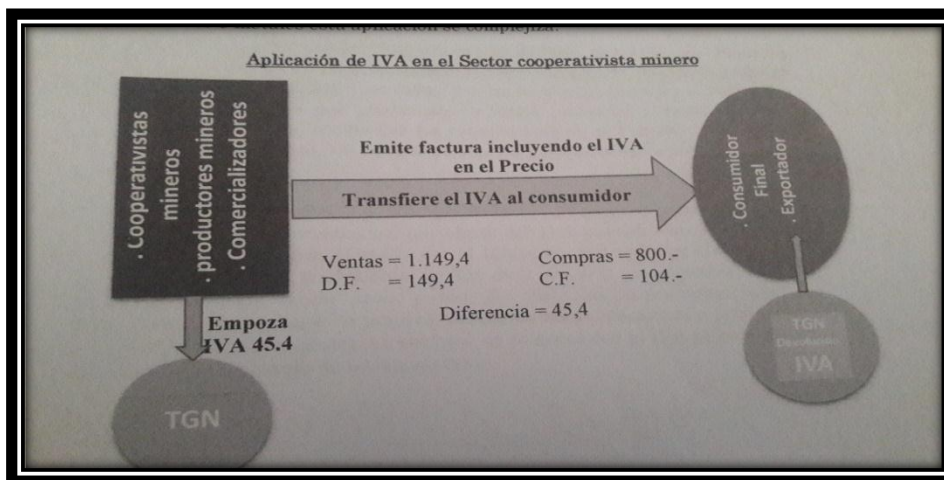 Aplicación de IVA en el Sector cooperativista minero
. Cooperativistas
mineros
. productores mineros
. Comercializadores
Emite factura incluyendo el IVA
en el Precio
Transfiere el IVA al consumidor
. Consumidor
Final
. Exportador
Ventas = 1.149,4
D.F. = 149,4
Compras = 800.-
C.F. = 104.-
Diferencia = 45,4
Empoza
IVA 45.4
TGN
TGN
IVA